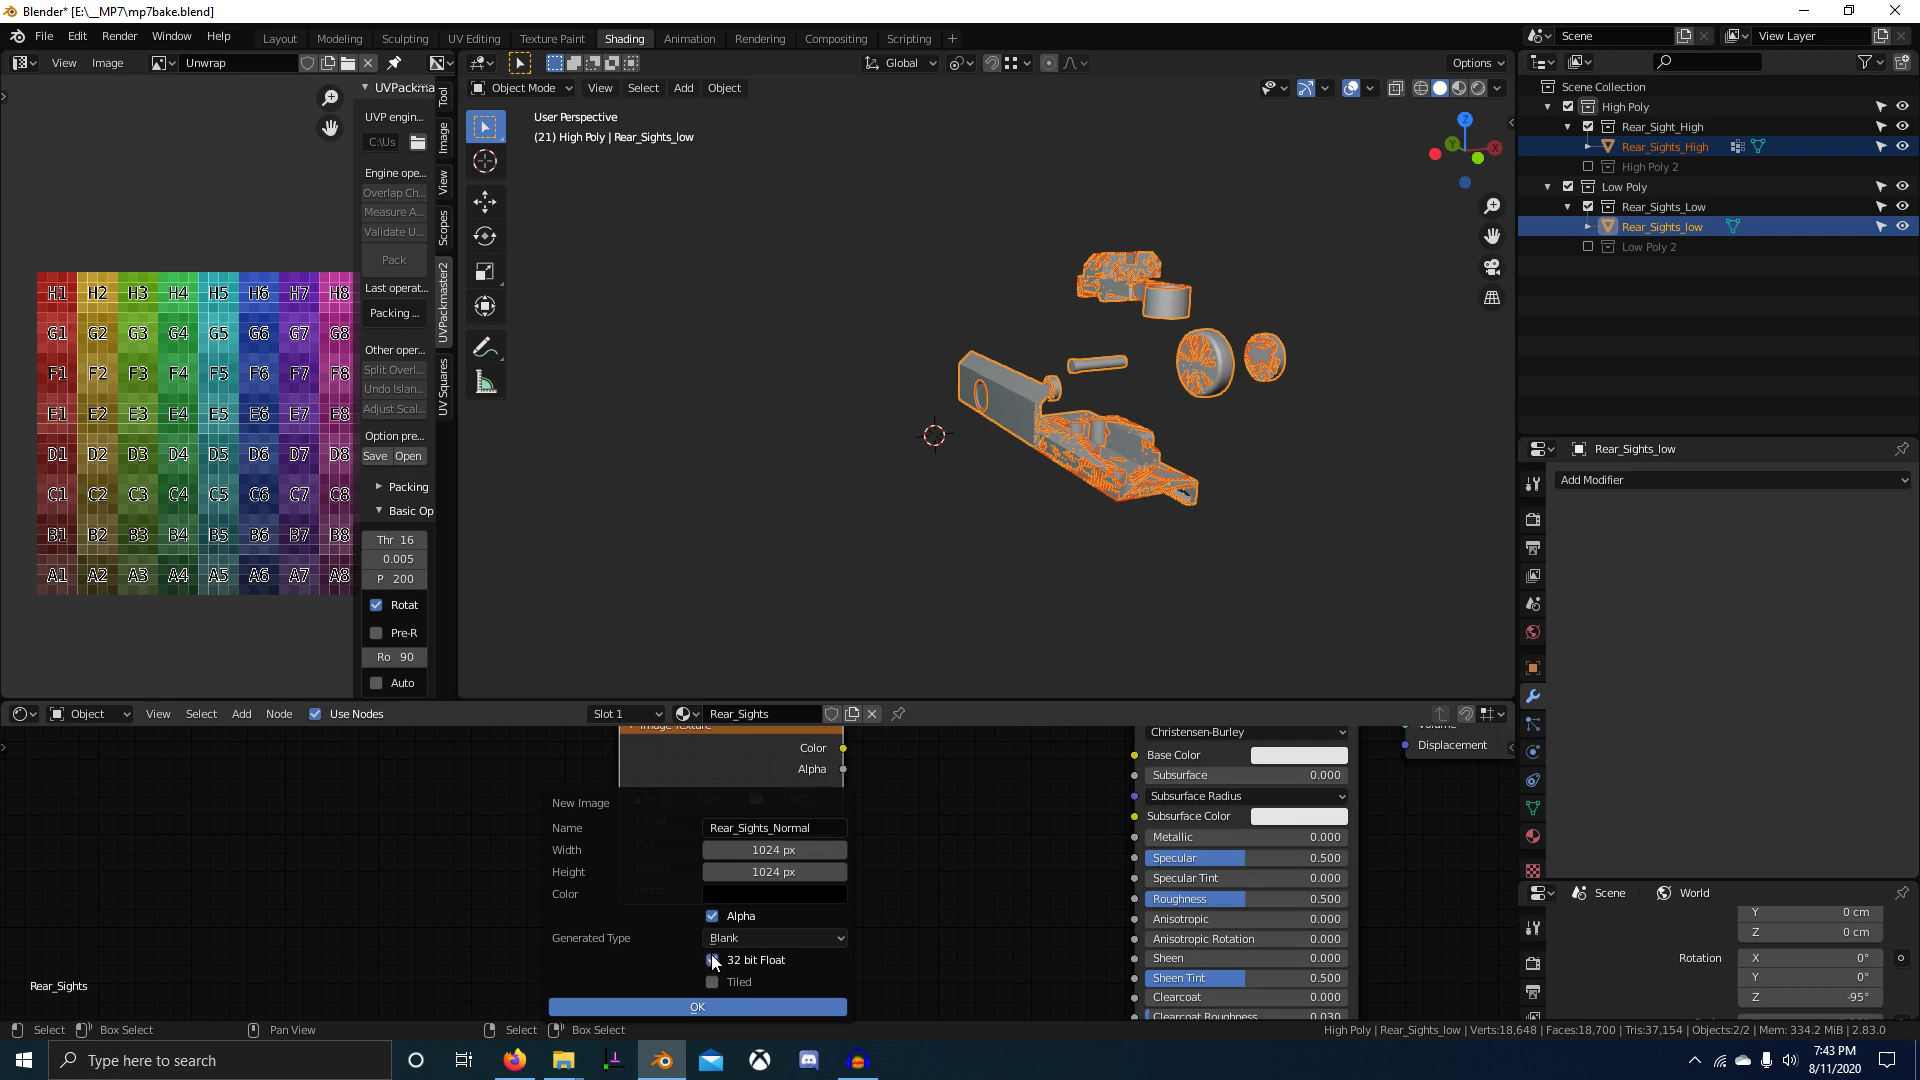 Blender* [E:\__MP7\mp7bake.blend]
File Edit Render Window Help
Layout Modeling Sculpting UV Editing Texture Paint Shading Animation Rendering Compositing Scripting +
Scene
View Layer
View Image Unwrap
Global
Options
Object Mode View Select Add Object
UVPackma
UVP engin...
C:\Us
Engine ope...
Overlap Ch...
Measure A...
Validate U...
Pack
Last operat...
Packing ...
Other oper...
Split Overl...
Undo Islan...
Adjust Scal...
Option pre...
Save Open
Packing
Basic Op
Thr 16
0.005
P 200
Rotat
Pre-R
Ro 90
Auto
Tool
Image
View
Scopes
UVPackmaster2
UV Squares
H1 H2 H3 H4 H5 H6 H7 H8
G1 G2 G3 G4 G5 G6 G7 G8
F1 F2 F3 F4 F5 F6 F7 F8
E1 E2 E3 E4 E5 E6 E7 E8
D1 D2 D3 D4 D5 D6 D7 D8
C1 C2 C3 C4 C5 C6 C7 C8
B1 B2 B3 B4 B5 B6 B7 B8
A1 A2 A3 A4 A5 A6 A7 A8
User Perspective
(21) High Poly | Rear_Sights_low
Z
Y
X
Scene Collection
High Poly
Rear_Sight_High
Rear_Sights_High
High Poly 2
Low Poly
Rear_Sights_Low
Rear_Sights_low
Low Poly 2
Rear_Sights_low
Add Modifier
Scene World
Y 0 cm
Z 0 cm
Rotation X 0°
Y 0°
Z -95°
Object View Select Add Node Use Nodes
Slot 1 Rear_Sights
Image Texture
Color
Alpha
New Image
Name Rear_Sights_Normal
Width 1024 px
Height 1024 px
Color
Alpha
Generated Type Blank
32 bit Float
Tiled
OK
Christensen-Burley
Base Color
Subsurface 0.000
Subsurface Radius
Subsurface Color
Metallic 0.000
Specular 0.500
Specular Tint 0.000
Roughness 0.500
Anisotropic 0.000
Anisotropic Rotation 0.000
Sheen 0.000
Sheen Tint 0.500
Clearcoat 0.000
Clearcoat Roughness 0.030
Volume
Displacement
Rear_Sights
Select Box Select Pan View Select Box Select
High Poly | Rear_Sights_low | Verts:18,648 | Faces:18,700 | Tris:37,154 | Objects:2/2 | Mem: 334.2 MiB | 2.83.0
Type here to search
7:43 PM
8/11/2020